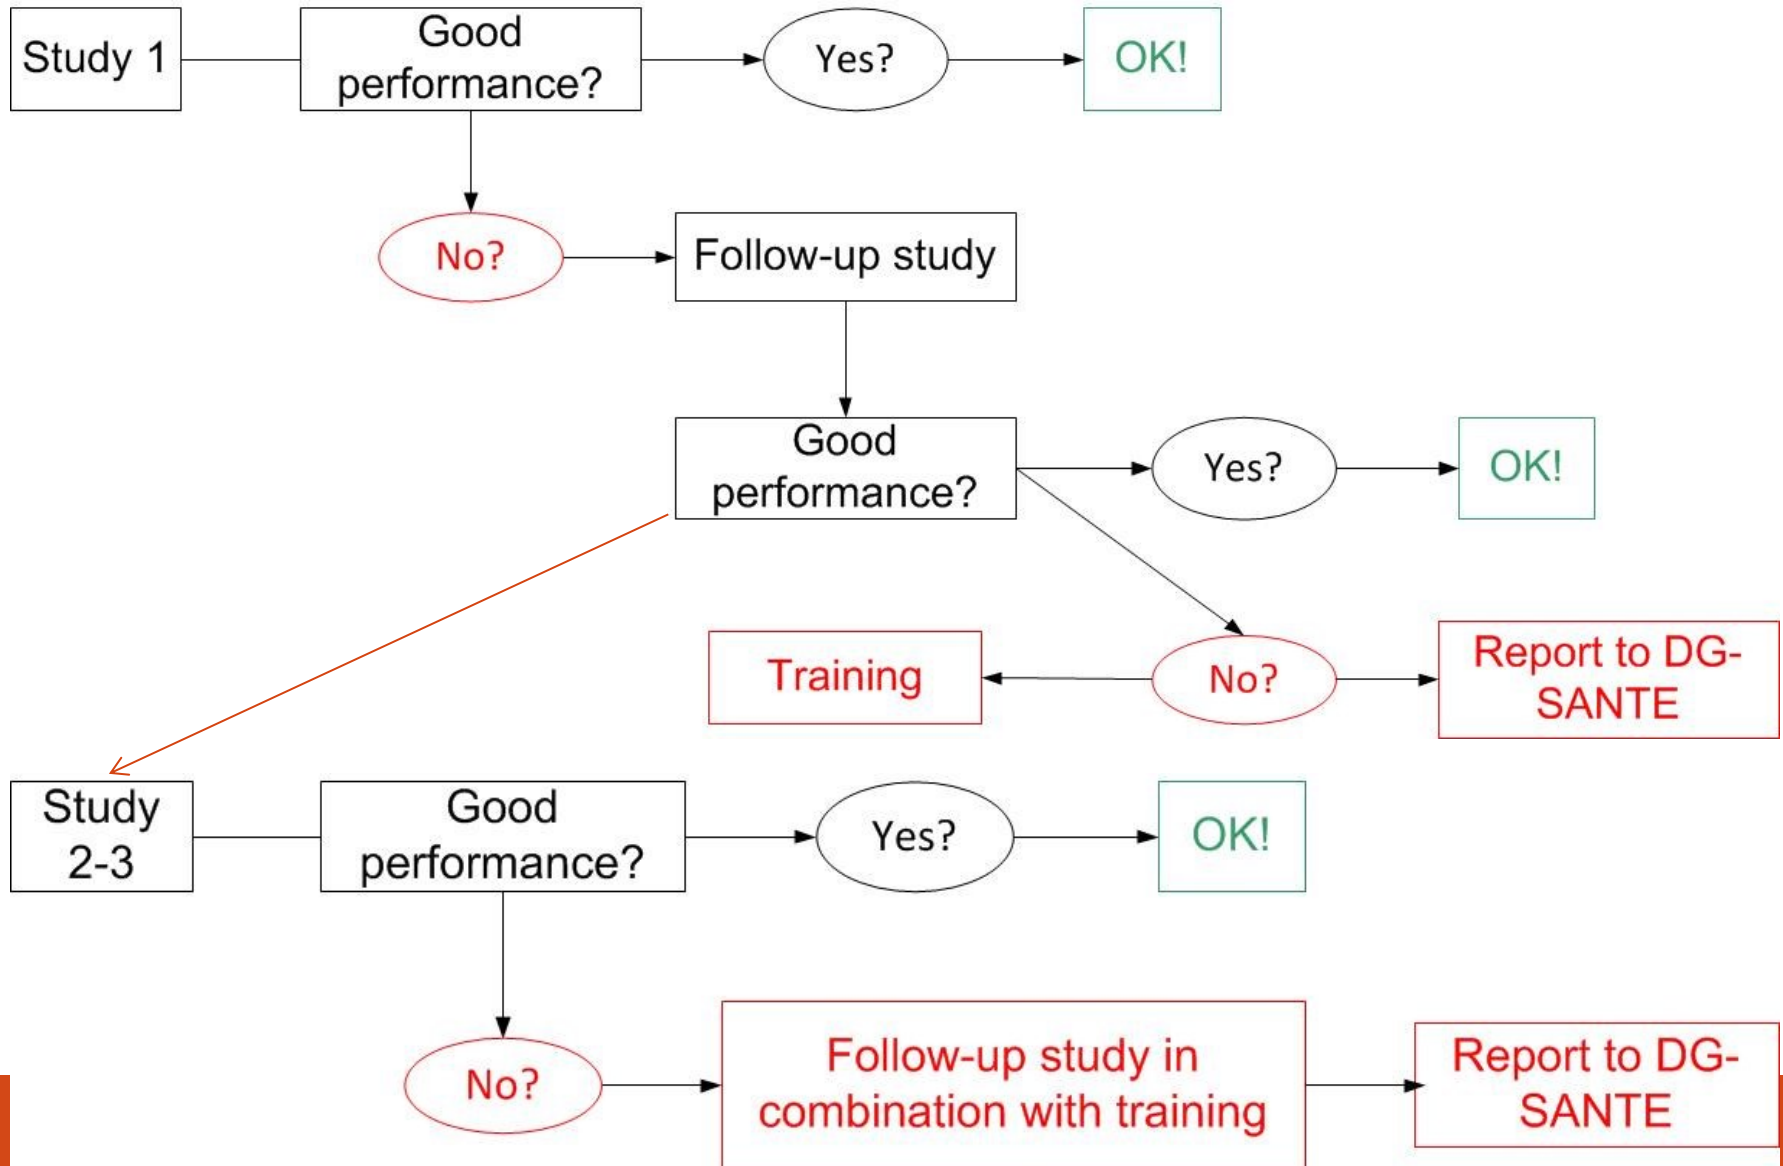 Study 1
Good
performance?
Yes?
OK!
No?
Follow-up study
Good
performance?
Yes?
OK!
Training
No?
Report to DG-
SANTE
Study
2-3
Good
performance?
Yes?
OK!
No?
Follow-up study in
combination with training
Report to DG-
SANTE